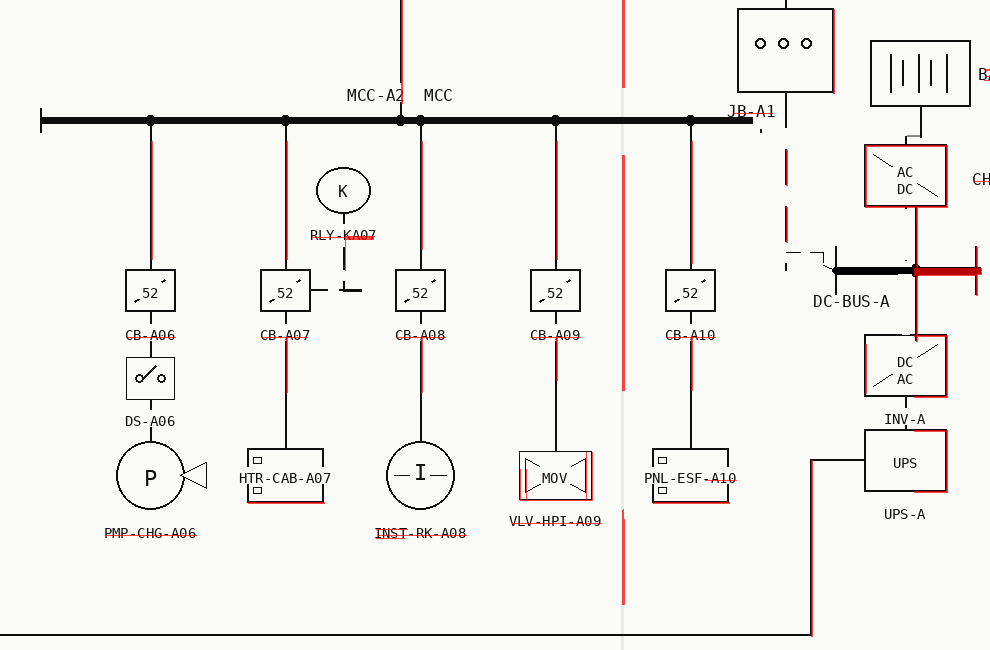 MCC-A2 MCC
JB-A1
K
RLY-KA07
AC
DC
DC-BUS-A
52
52
52
52
52
CB-A06
CB-A07
CB-A08
CB-A09
CB-A10
DC
AC
INV-A
DS-A06
P
HTR-CAB-A07
I
MOV
PNL-ESF-A10
UPS
UPS-A
PMP-CHG-A06
INST-RK-A08
VLV-HPI-A09